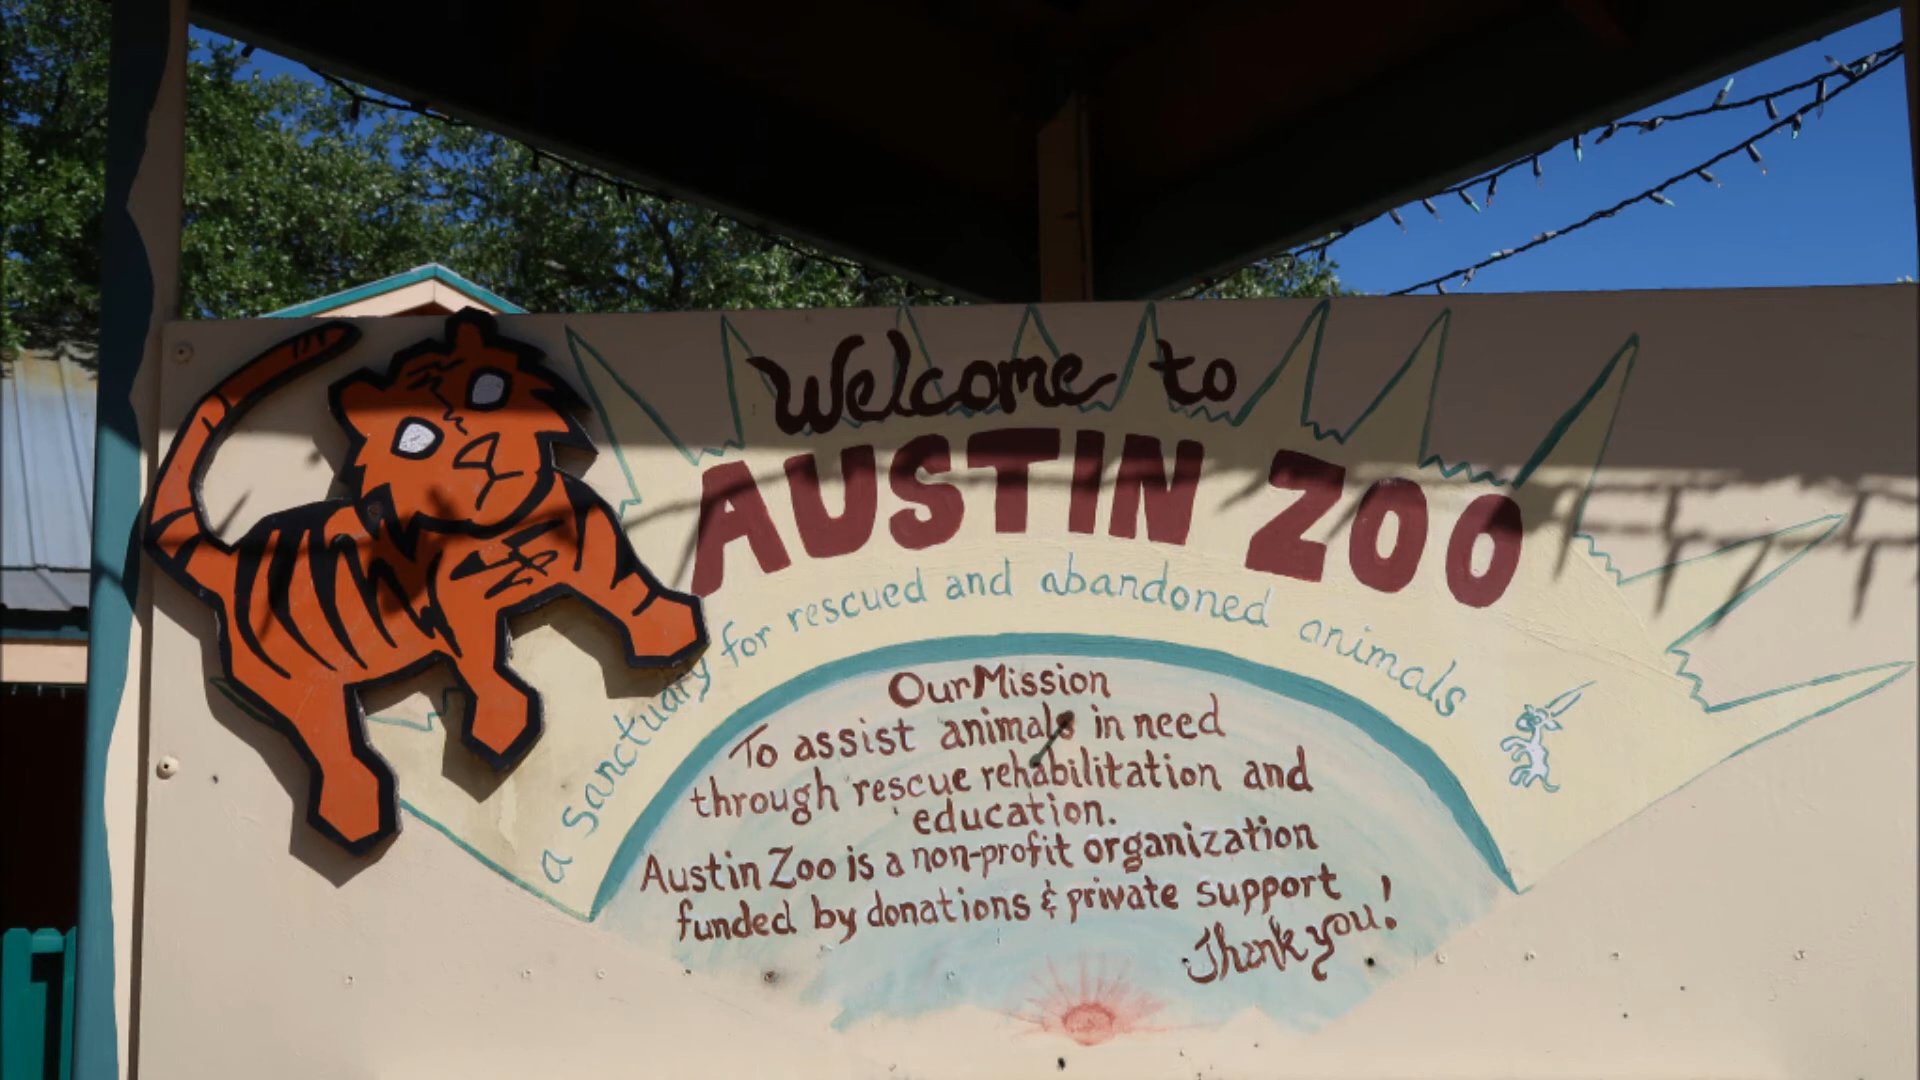 Welcome to
AUSTIN ZOO
a sanctuary for rescued and abandoned animals
Our Mission
To assist animals in need
through rescue rehabilitation and
education.
Austin Zoo is a non-profit organization
funded by donations & private support
Thank you!